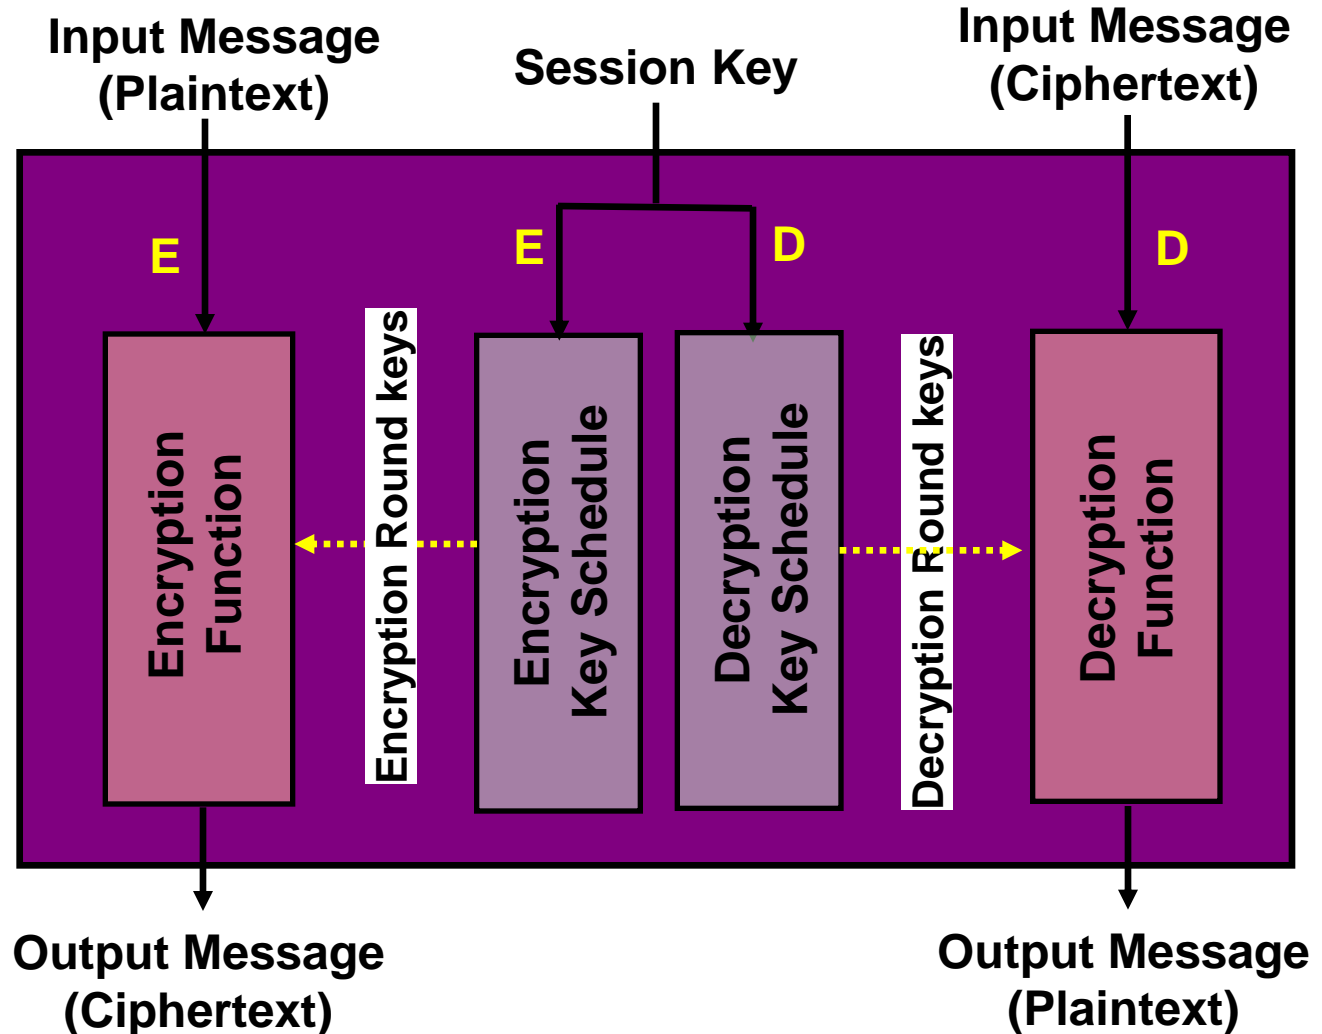 Input Message
(Plaintext)
Session Key
Input Message
(Ciphertext)
E
E
D
D
Encryption
Function
Encryption Round keys
Encryption
Key Schedule
Decryption
Key Schedule
Decryption Round keys
Decryption
Function
Output Message
(Ciphertext)
Output Message
(Plaintext)